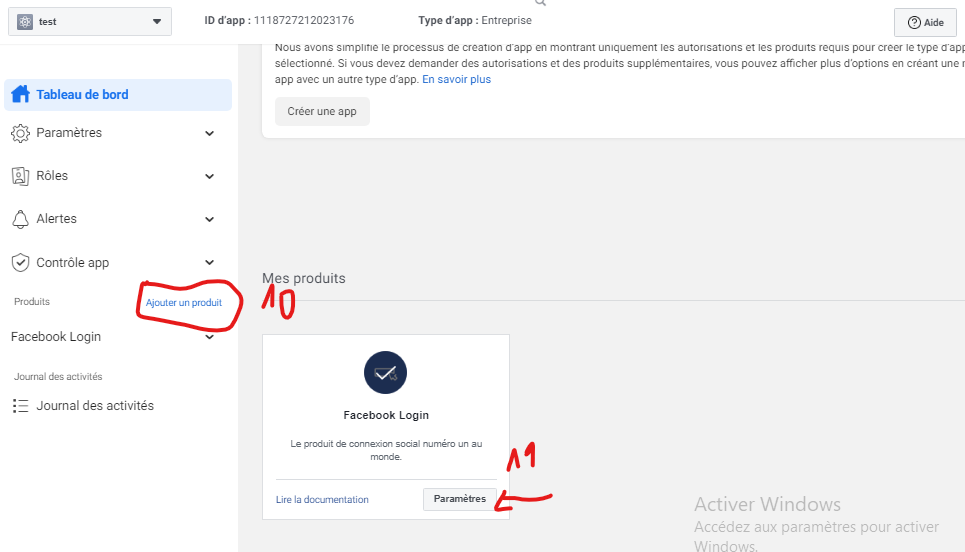 test
ID d'app : 1118727212023176
Type d'app : Entreprise
Aide
Nous avons simplifié le processus de création d'app en montrant uniquement les autorisations et les produits requis pour créer le type d'app
sélectionné. Si vous devez demander des autorisations et des produits supplémentaires, vous pouvez afficher plus d'options en créant une
app avec un autre type d'app. En savoir plus
Créer une app
Tableau de bord
Paramètres
Rôles
Alertes
Contrôle app
Produits
Ajouter un produit
10
Facebook Login
Journal des activités
Journal des activités
Mes produits
Facebook Login
Le produit de connexion social numéro un au
monde.
11
Lire la documentation
Paramètres
Activer Windows
Accédez aux paramètres pour activer
Windows.